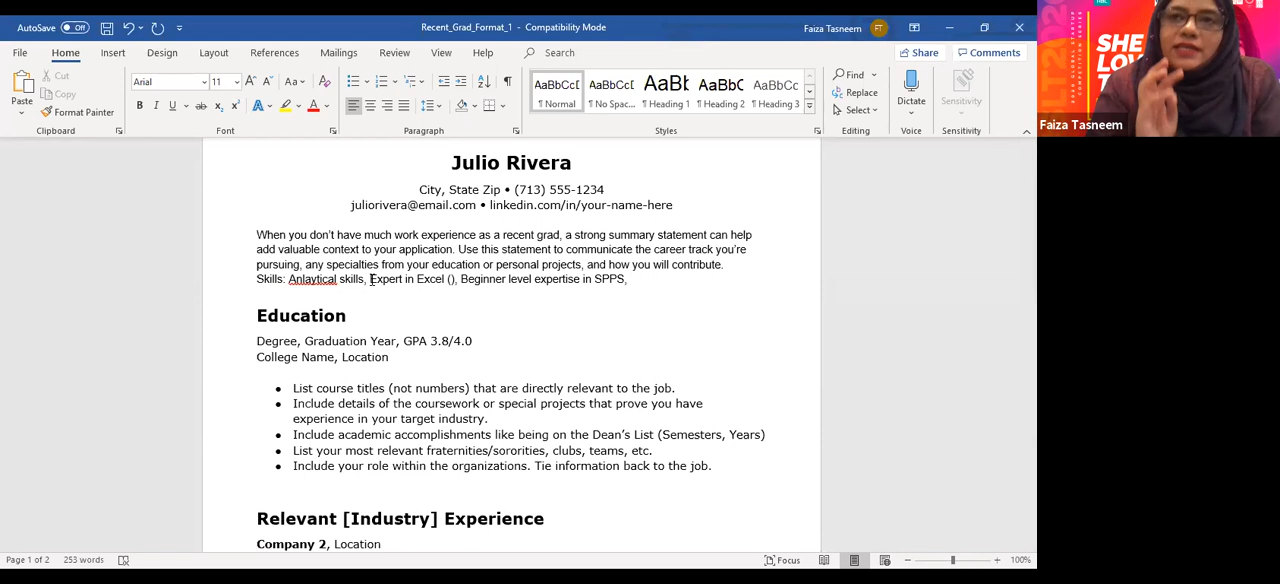 AutoSave Off Recent_Grad_Format_1 - Compatibility Mode Faiza Tasneem FT
File Home Insert Design Layout References Mailings Review View Help Search Share Comments
Paste Cut Copy Format Painter
Arial 11
AaBbCcI ¶ Normal AaBbCcI ¶ No Spac... AaBb ¶ Heading 1 AaBbC ¶ Heading 2 AaBbCc ¶ Heading 3
Find Replace Select
Dictate Sensitivity
Clipboard Font Paragraph Styles Editing Voice Sensitivity
SHE
LOV
Faiza Tasneem
Julio Rivera
City, State Zip • (713) 555-1234
juliorivera@email.com • linkedin.com/in/your-name-here
When you don't have much work experience as a recent grad, a strong summary statement can help
add valuable context to your application. Use this statement to communicate the career track you're
pursuing, any specialties from your education or personal projects, and how you will contribute.
Skills: Anlaytical skills, Expert in Excel (), Beginner level expertise in SPPS,
Education
Degree, Graduation Year, GPA 3.8/4.0
College Name, Location
• List course titles (not numbers) that are directly relevant to the job.
• Include details of the coursework or special projects that prove you have
experience in your target industry.
• Include academic accomplishments like being on the Dean's List (Semesters, Years)
• List your most relevant fraternities/sororities, clubs, teams, etc.
• Include your role within the organizations. Tie information back to the job.
Relevant [Industry] Experience
Company 2, Location
Page 1 of 2 253 words Focus 100%